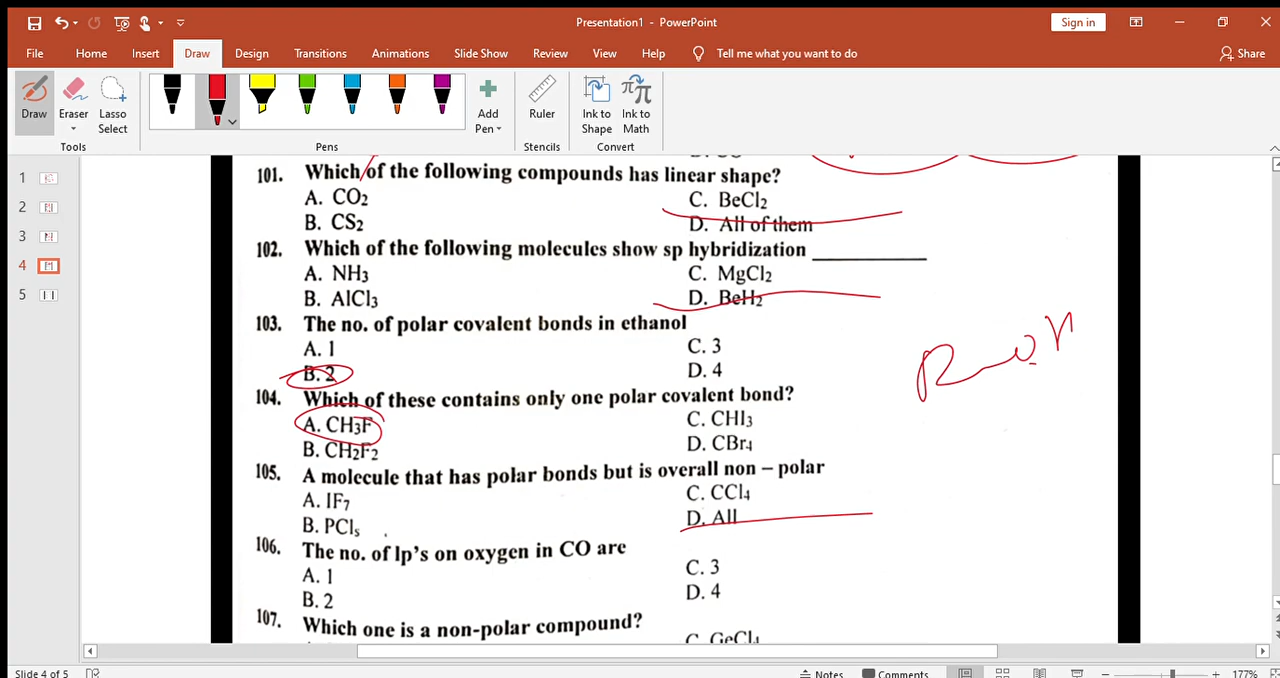 Presentation1 - PowerPoint
Sign in
File Home Insert Draw Design Transitions Animations Slide Show Review View Help Tell me what you want to do Share
Draw Eraser Lasso Select Add Pen Ruler Ink to Shape Ink to Math
Tools Pens Stencils Convert
1
2
3
4
5
101. Which of the following compounds has linear shape?
A. CO2 C. BeCl2
B. CS2 D. All of them
102. Which of the following molecules show sp hybridization ____________
A. NH3 C. MgCl2
B. AlCl3 D. BeH2
103. The no. of polar covalent bonds in ethanol
A. 1 C. 3
B. 2 D. 4
104. Which of these contains only one polar covalent bond?
A. CH3F C. CHI3
B. CH2F2 D. CBr4
105. A molecule that has polar bonds but is overall non – polar
A. IF7 C. CCl4
B. PCl5 D. All
106. The no. of lp's on oxygen in CO are
A. 1 C. 3
B. 2 D. 4
107. Which one is a non-polar compound?
C. GeCl4
Slide 4 of 5 Notes Comments 177%